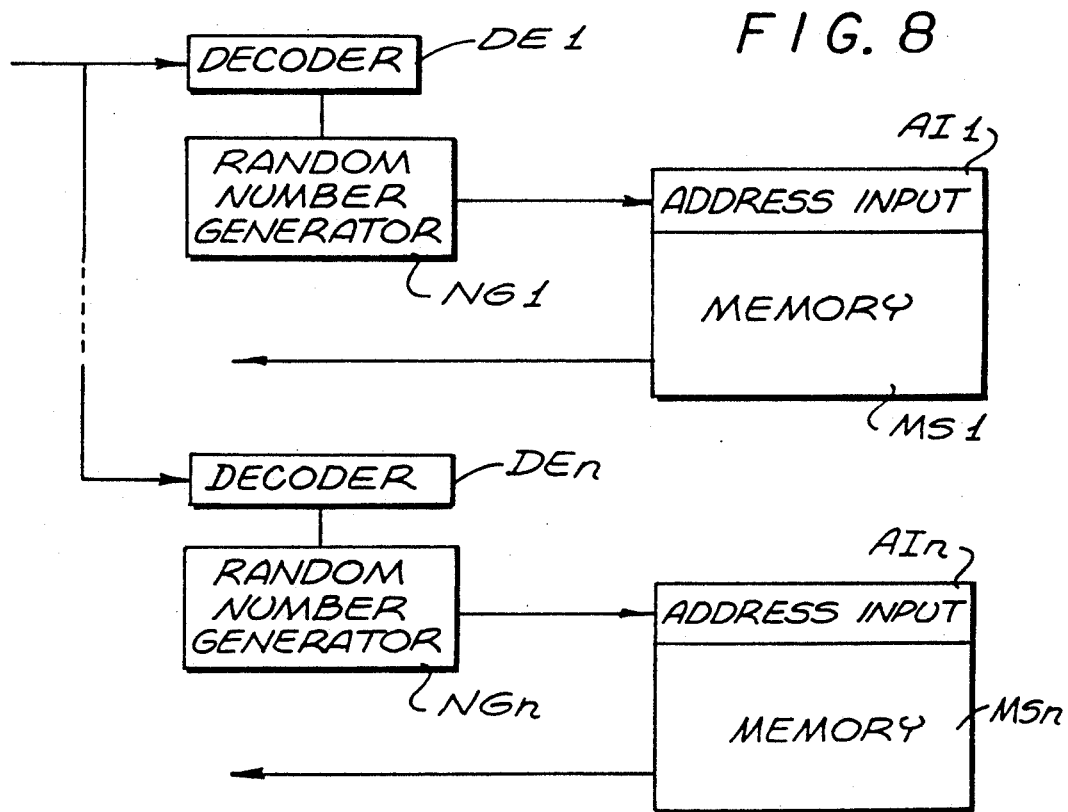 FIG. 8
DECODER
DE1
RANDOM
NUMBER
GENERATOR
NG1
AI1
ADDRESS INPUT
MEMORY
MS1
DECODER
DEn
RANDOM
NUMBER
GENERATOR
NGn
AIn
ADDRESS INPUT
MEMORY
MSn